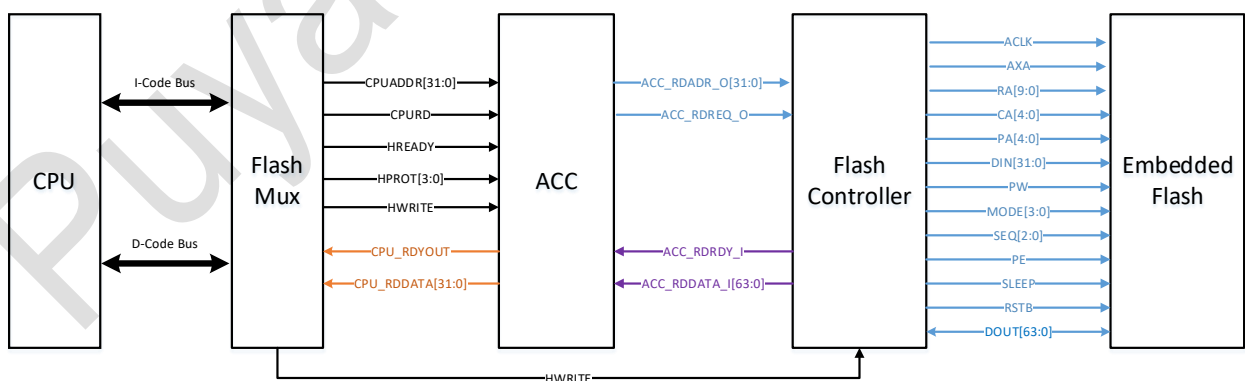 Puya
CPU
I-Code Bus
D-Code Bus
Flash
Mux
CPUADDR[31:0]
CPURD
HREADY
HPROT[3:0]
HWRITE
CPU_RDYOUT
CPU_RDDATA[31:0]
ACC
ACC_RDADR_O[31:0]
ACC_RDREQ_O
ACC_RDRDY_I
ACC_RDDATA_I[63:0]
Flash
Controller
ACLK
AXA
RA[9:0]
CA[4:0]
PA[4:0]
DIN[31:0]
PW
MODE[3:0]
SEQ[2:0]
PE
SLEEP
RSTB
DOUT[63:0]
Embedded
Flash
HWRITE